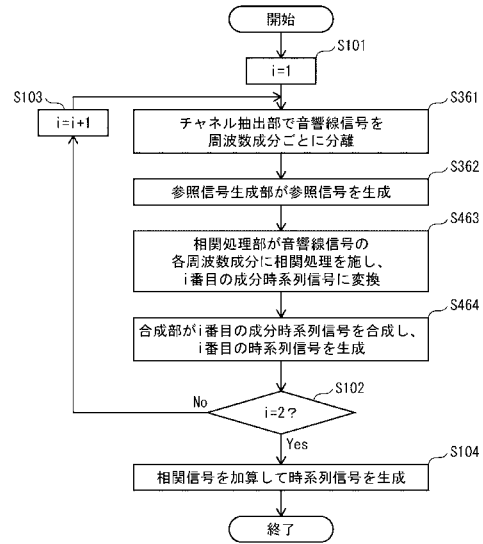 開始
S101
i=1
S103
i=i+1
S361
チャネル抽出部で音響線信号を
周波数成分ごとに分離
S362
参照信号生成部が参照信号を生成
S463
相関処理部が音響線信号の
各周波数成分に相関処理を施し、
i番目の成分時系列信号に変換
S464
合成部がi番目の成分時系列信号を合成し、
i番目の時系列信号を生成
S102
No
i=2?
Yes
S104
相関信号を加算して時系列信号を生成
終了